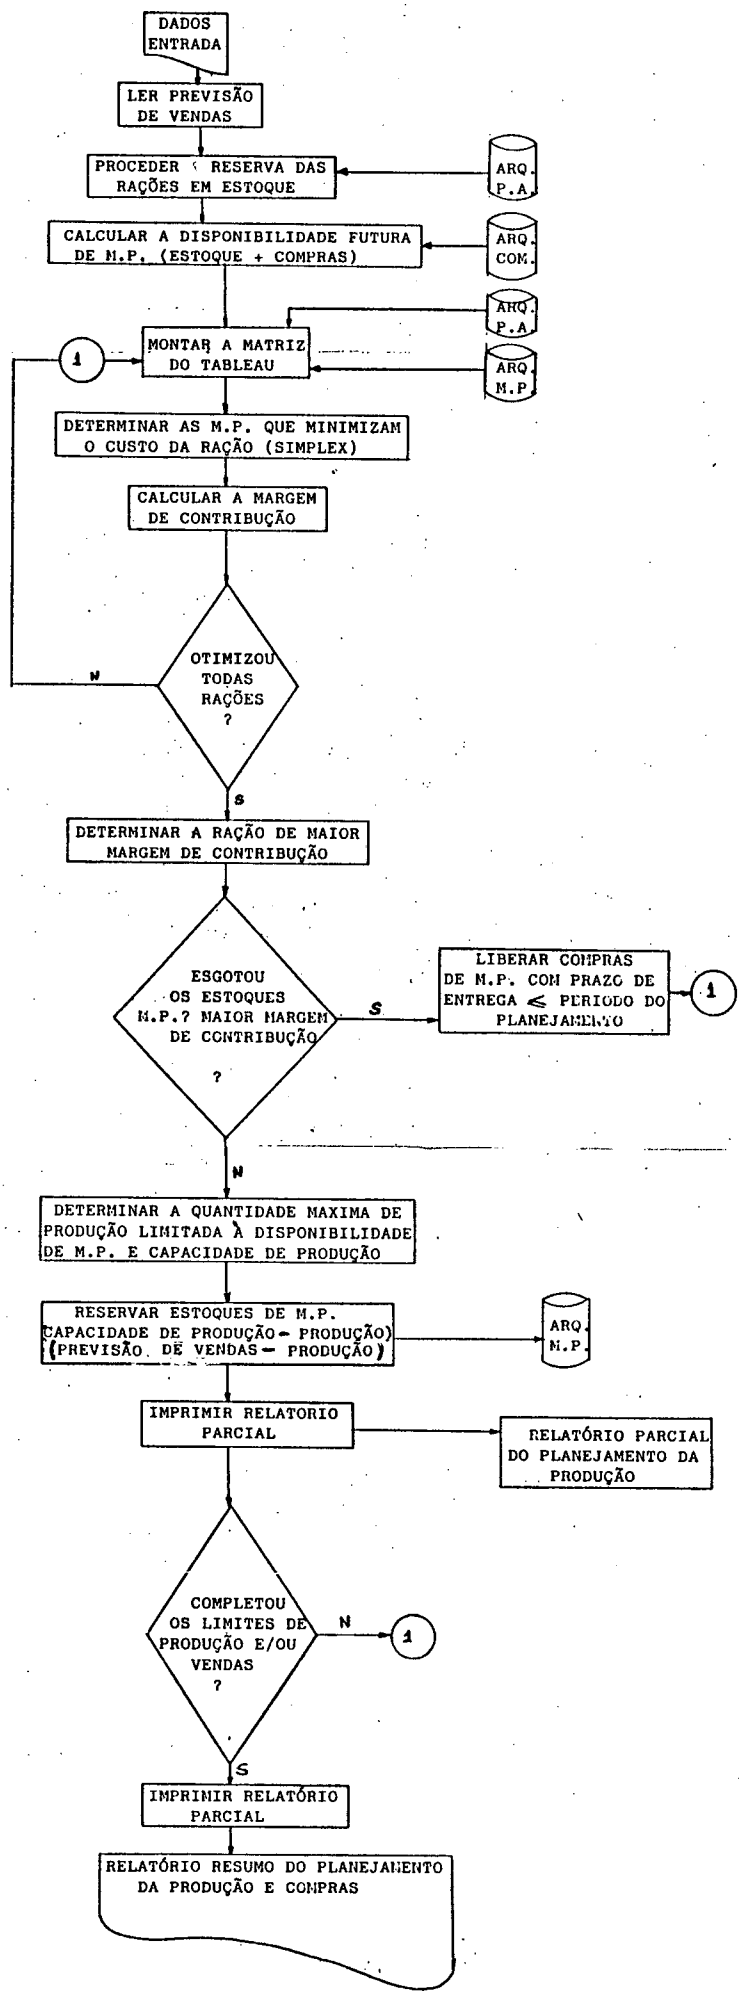 DADOS
ENTRADA
LER PREVISÃO
DE VENDAS
PROCEDER RESERVA DAS
RAÇÕES EM ESTOQUE
ARQ.
P.A.
CALCULAR A DISPONIBILIDADE FUTURA
DE M.P. (ESTOQUE + COMPRAS)
ARQ.
COM.
ARQ.
P.A.
1
MONTAR A MATRIZ
DO TABLEAU
ARQ.
M.P.
DETERMINAR AS M.P. QUE MINIMIZAM
O CUSTO DA RAÇÃO (SIMPLEX)
CALCULAR A MARGEM
DE CONTRIBUÇÃO
OTIMIZOU
TODAS
RAÇÕES
?
N
S
DETERMINAR A RAÇÃO DE MAIOR
MARGEM DE CONTRIBUÇÃO
ESGOTOU
OS ESTOQUES
M.P.? MAIOR MARGEM
DE CONTRIBUÇÃO
?
S
LIBERAR COMPRAS
DE M.P. COM PRAZO DE
ENTREGA ⩽ PERIODO DO
PLANEJAMENTO
1
N
DETERMINAR A QUANTIDADE MAXIMA DE
PRODUÇÃO LIMITADA À DISPONIBILIDADE
DE M.P. E CAPACIDADE DE PRODUÇÃO
RESERVAR ESTOQUES DE M.P.
CAPACIDADE DE PRODUÇÃO - PRODUÇÃO)
(PREVISÃO DE VENDAS - PRODUÇÃO)
ARQ.
M.P.
IMPRIMIR RELATORIO
PARCIAL
RELATÓRIO PARCIAL
DO PLANEJAMENTO DA
PRODUÇÃO
COMPLETOU
OS LIMITES DE
PRODUÇÃO E/OU
VENDAS
?
N
1
S
IMPRIMIR RELATÓRIO
PARCIAL
RELATÓRIO RESUMO DO PLANEJAMENTO
DA PRODUÇÃO E COMPRAS